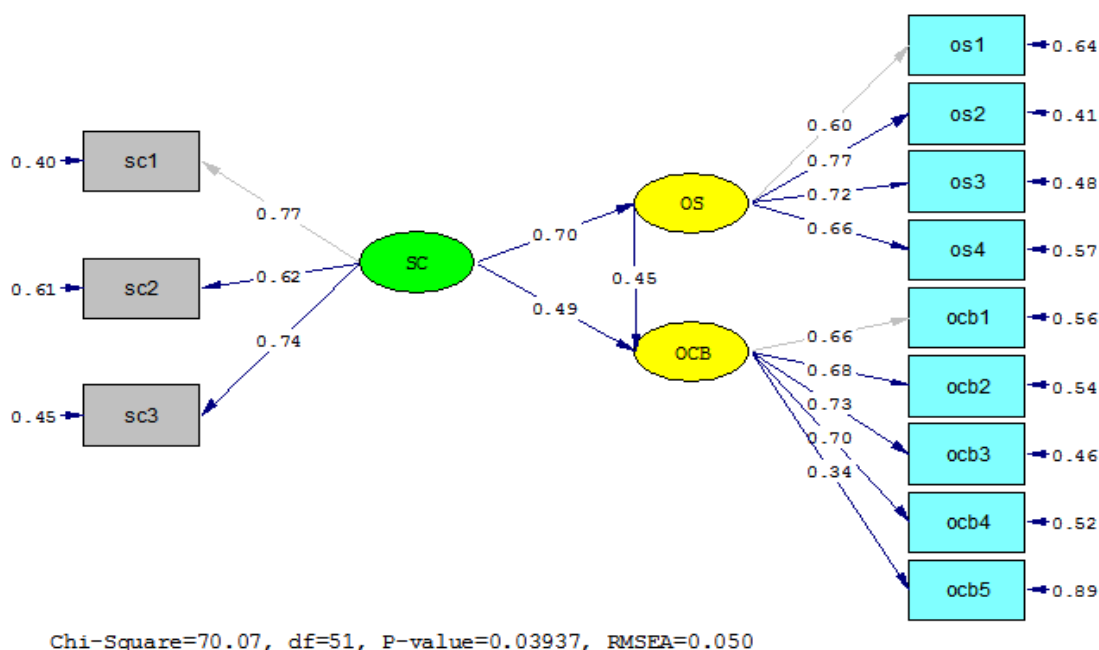 os1
0.64
0.60
os2
0.41
0.77
sc1
0.40
os3
0.48
0.72
OS
0.77
0.70
0.66
os4
0.57
SC
sc2
0.61
0.62
0.45
0.49
ocb1
0.56
0.66
0.74
OCB
0.68
ocb2
0.54
0.73
sc3
0.45
0.70
ocb3
0.46
0.34
ocb4
0.52
ocb5
0.89
Chi-Square=70.07, df=51, P-value=0.03937, RMSEA=0.050